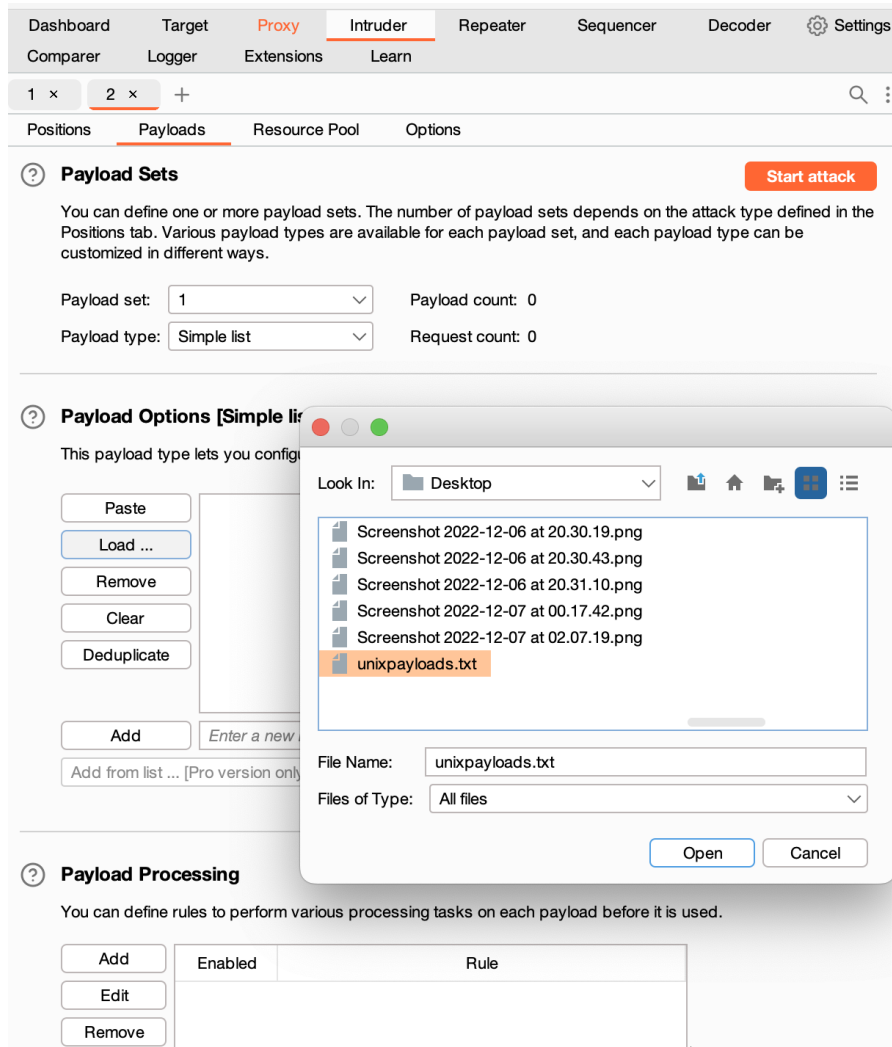 Dashboard Target Proxy Intruder Repeater Sequencer Decoder Settings
Comparer Logger Extensions Learn
1 × 2 × +
Positions Payloads Resource Pool Options
? Payload Sets Start attack
You can define one or more payload sets. The number of payload sets depends on the attack type defined in the
Positions tab. Various payload types are available for each payload set, and each payload type can be
customized in different ways.
Payload set: 1 Payload count: 0
Payload type: Simple list Request count: 0
? Payload Options [Simple lis
This payload type lets you config
Paste
Load ...
Remove
Clear
Deduplicate
Add Enter a new
Add from list ... [Pro version only
Look In: Desktop
Screenshot 2022-12-06 at 20.30.19.png
Screenshot 2022-12-06 at 20.30.43.png
Screenshot 2022-12-06 at 20.31.10.png
Screenshot 2022-12-07 at 00.17.42.png
Screenshot 2022-12-07 at 02.07.19.png
unixpayloads.txt
File Name: unixpayloads.txt
Files of Type: All files
Open Cancel
? Payload Processing
You can define rules to perform various processing tasks on each payload before it is used.
Add Enabled Rule
Edit
Remove